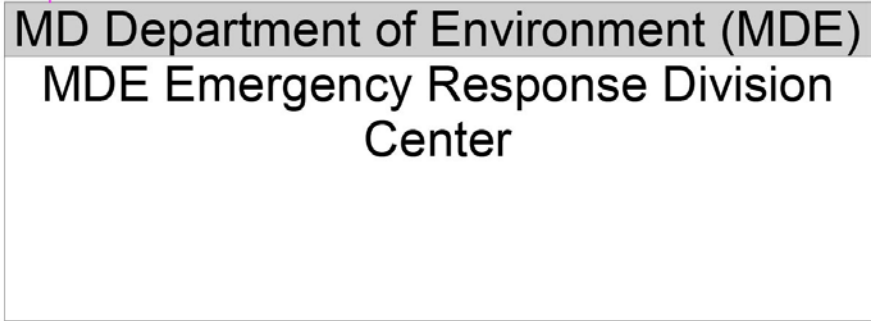 MD Department of Environment (MDE)
MDE Emergency Response Division
Center